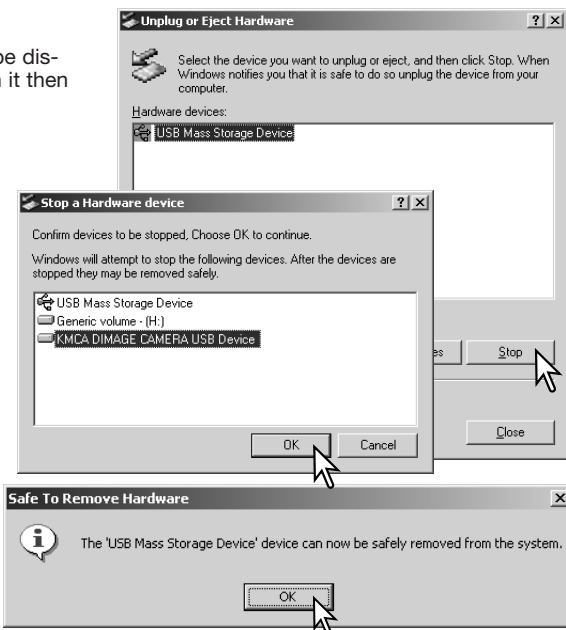 Unplug or Eject Hardware
be dis-
it then
Select the device you want to unplug or eject, and then click Stop. When
Windows notifies you that it is safe to do so unplug the device from your
computer.
Hardware devices:
USB Mass Storage Device
Stop a Hardware device
Confirm devices to be stopped, Choose OK to continue.
Windows will attempt to stop the following devices. After the devices are
stopped they may be removed safely.
USB Mass Storage Device
Generic volume - (H:)
KMCA DIMAGE CAMERA USB Device
Stop
OK
Cancel
Close
Safe To Remove Hardware
The 'USB Mass Storage Device' device can now be safely removed from the system.
OK